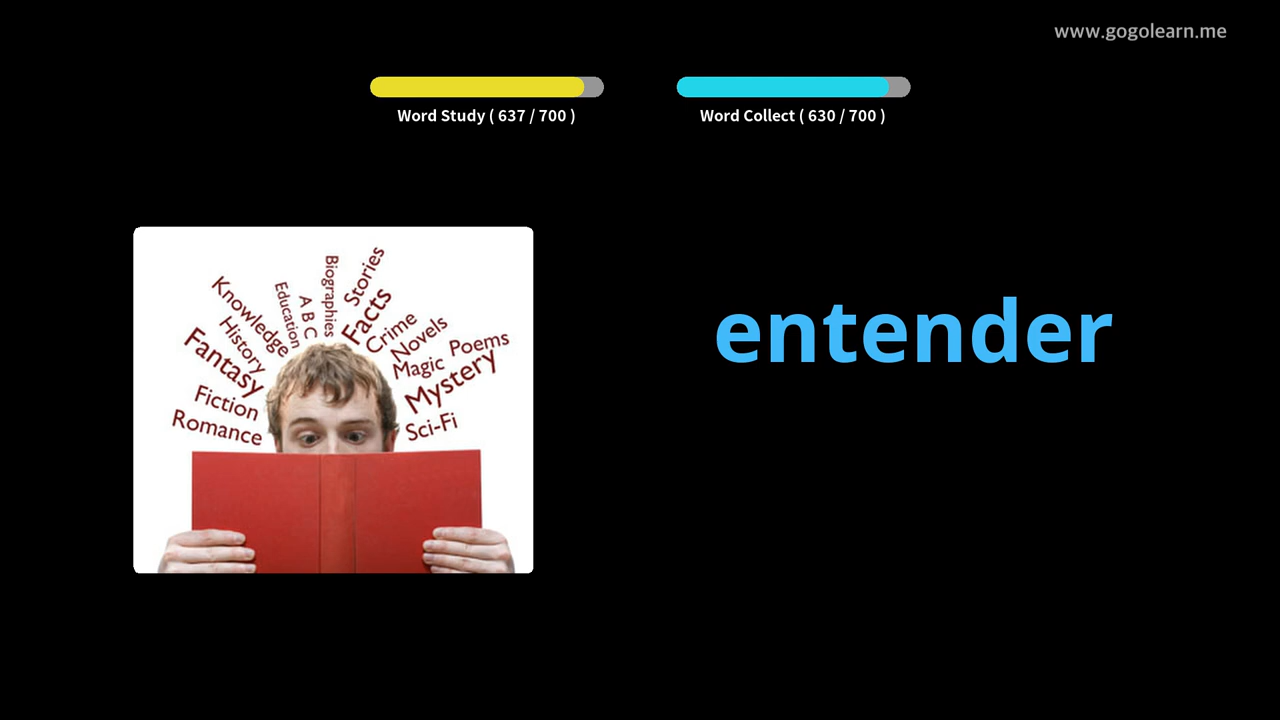 www.gogolearn.me
Word Study ( 637 / 700 )
Word Collect ( 630 / 700 )
Knowledge
History
Fantasy
Fiction
Romance
Education
A B C
Biographies
Stories
Facts
Crime
Novels
Magic
Poems
Mystery
Sci-Fi
entender